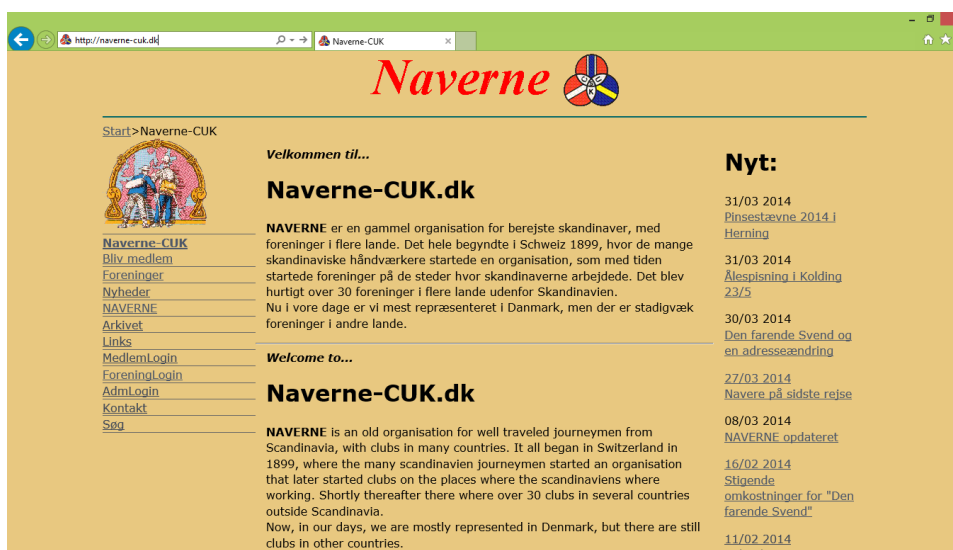 http://naverne-cuk.dk
Naverne-CUK
Naverne
C U K
Start>Naverne-CUK
Naverne-CUK
Bliv medlem
Foreninger
Nyheder
NAVERNE
Arkivet
Links
MedlemLogin
ForeningLogin
AdmLogin
Kontakt
Søg
Velkommen til...
Naverne-CUK.dk
NAVERNE er en gammel organisation for berejste skandinaver, med
foreninger i flere lande. Det hele begyndte i Schweiz 1899, hvor de mange
skandinaviske håndværkere startede en organisation, som med tiden
startede foreninger på de steder hvor skandinaverne arbejdede. Det blev
hurtigt over 30 foreninger i flere lande udenfor Skandinavien.
Nu i vore dage er vi mest repræsenteret i Danmark, men der er stadigvæk
foreninger i andre lande.
Welcome to...
Naverne-CUK.dk
NAVERNE is an old organisation for well traveled journeymen from
Scandinavia, with clubs in many countries. It all began in Switzerland in
1899, where the many scandinavien journeymen started an organisation
that later started clubs on the places where the scandinaviens where
working. Shortly thereafter there where over 30 clubs in several countries
outside Scandinavia.
Now, in our days, we are mostly represented in Denmark, but there are still
clubs in other countries.
Nyt:
31/03 2014
Pinsestævne 2014 i
Herning
31/03 2014
Ålespisning i Kolding
23/5
30/03 2014
Den farende Svend og
en adresseændring
27/03 2014
Navere på sidste rejse
08/03 2014
NAVERNE opdateret
16/02 2014
Stigende
omkostninger for "Den
farende Svend"
11/02 2014